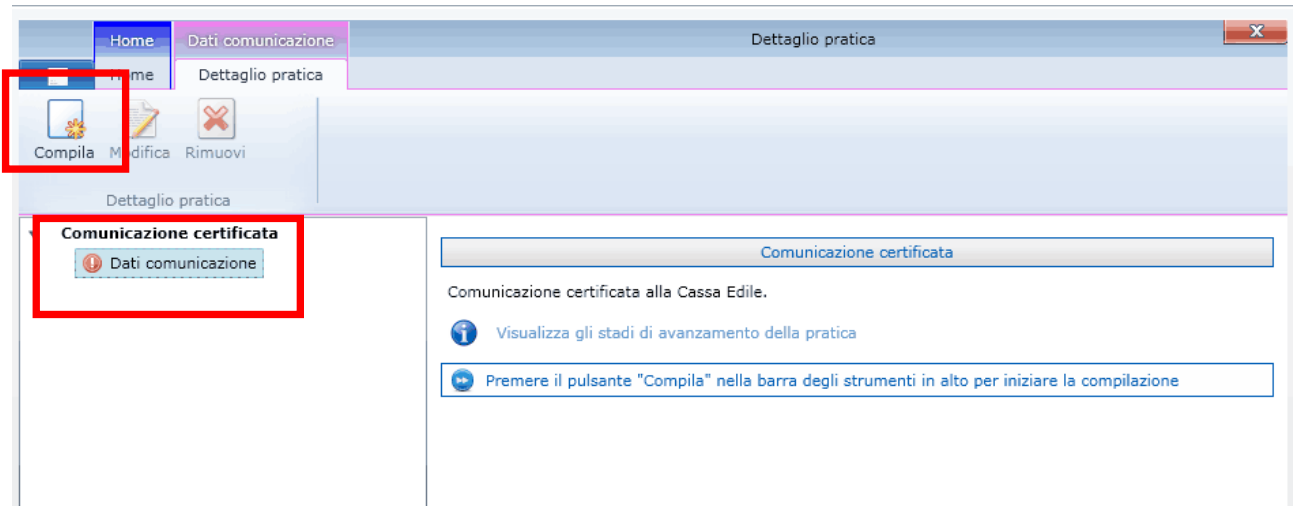 Home Dati comunicazione Dettaglio pratica X
Home Dettaglio pratica
Compila Modifica Rimuovi
Dettaglio pratica
Comunicazione certificata
Dati comunicazione
Comunicazione certificata
Comunicazione certificata alla Cassa Edile.
Visualizza gli stadi di avanzamento della pratica
Premere il pulsante "Compila" nella barra degli strumenti in alto per iniziare la compilazione